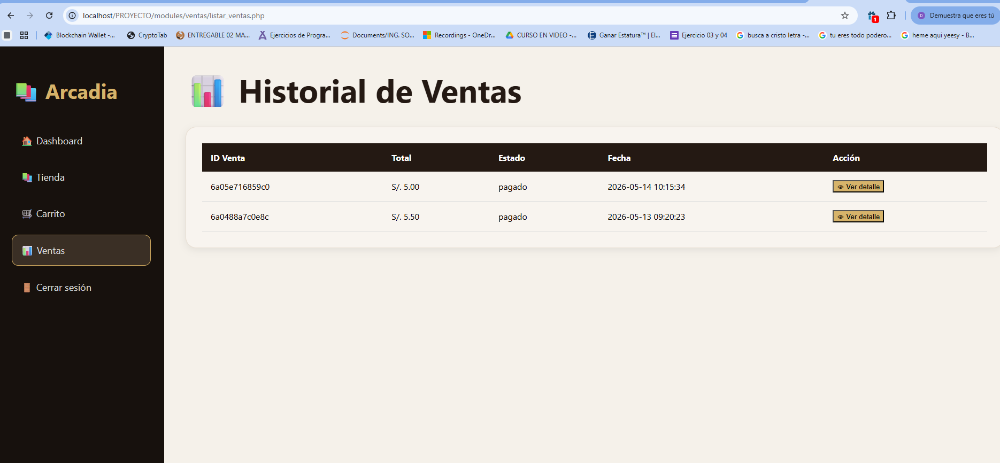 localhost/PROYECTO/modules/ventas/listar_ventas.php
1
D
Demuestra que eres tú
Blockchain Wallet -...
CryptoTab
ENTREGABLE 02 MA...
Ejercicios de Progra...
Documents/ING. SO...
Recordings - OneDr...
CURSO EN VIDEO -...
Ganar Estatura™ | El...
Ejercicio 03 y 04
busca a cristo letra -...
tu eres todo podero...
heme aqui yeesy - B...
Arcadia
Dashboard
Tienda
Carrito
Ventas
Cerrar sesión
Historial de Ventas
ID Venta Total Estado Fecha Acción
6a05e716859c0 S/. 5.00 pagado 2026-05-14 10:15:34 Ver detalle
6a0488a7c0e8c S/. 5.50 pagado 2026-05-13 09:20:23 Ver detalle